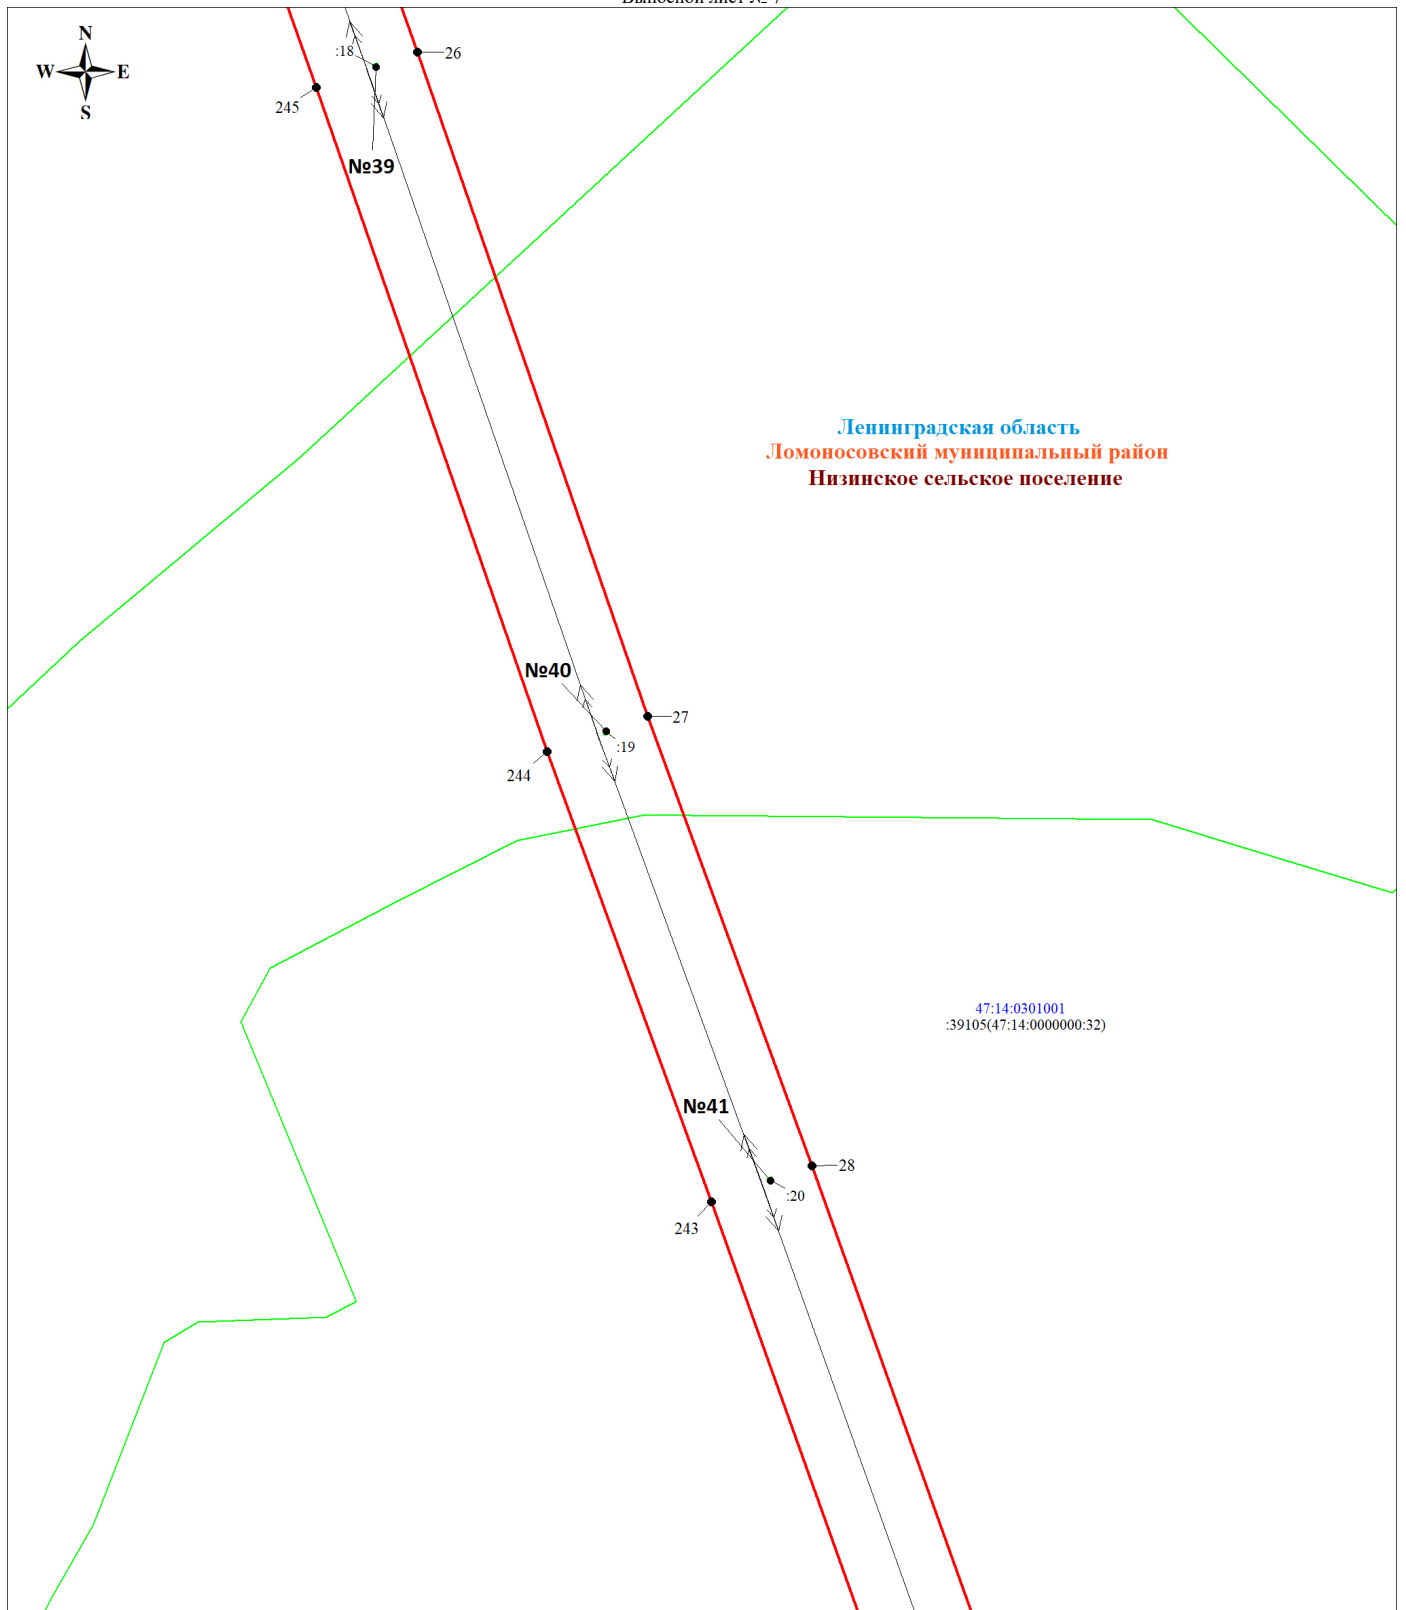 N
W E
S
:18
26
245
№39
Ленинградская область
Ломоносовский муниципальный район
Низинское сельское поселение
№40
27
:19
244
47:14:0301001
:39105(47:14:0000000:32)
№41
28
:20
243